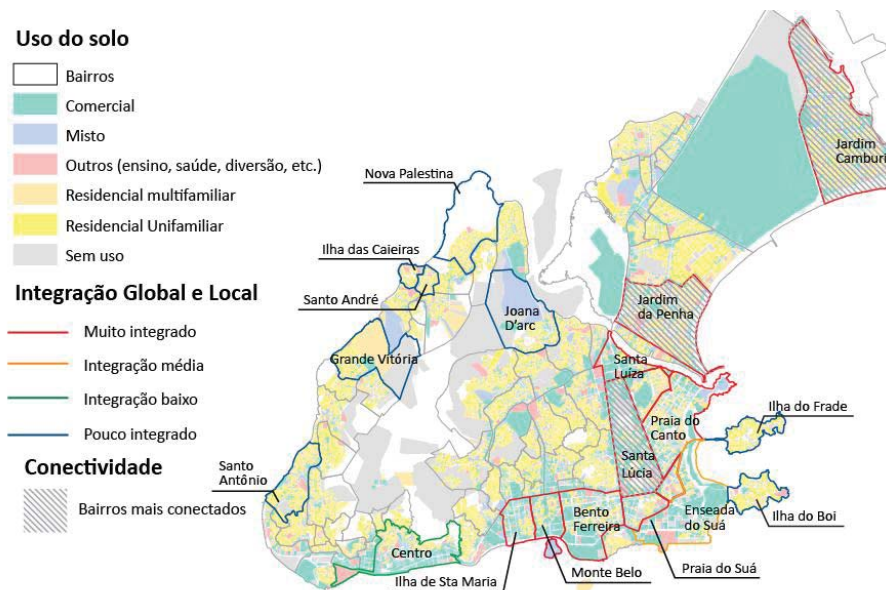 Uso do solo
Bairros
Comercial
Misto
Outros (ensino, saúde, diversão, etc.)
Residencial multifamiliar
Residencial Unifamiliar
Sem uso
Integração Global e Local
Muito integrado
Integração média
Integração baixo
Pouco integrado
Conectividade
Bairros mais conectados
Nova Palestina
Ilha das Caieiras
Santo André
Grande Vitória
Santo
Antônio
Centro
Ilha de Sta Maria
Joana
D'arc
Bento
Ferreira
Monte Belo
Santa
Luíza
Santa
Lúcia
Praia do
Canto
Jardim
da Penha
Jardim
Camburi
Ilha do Frade
Enseada
do Suá
Ilha do Boi
Praia do Suá